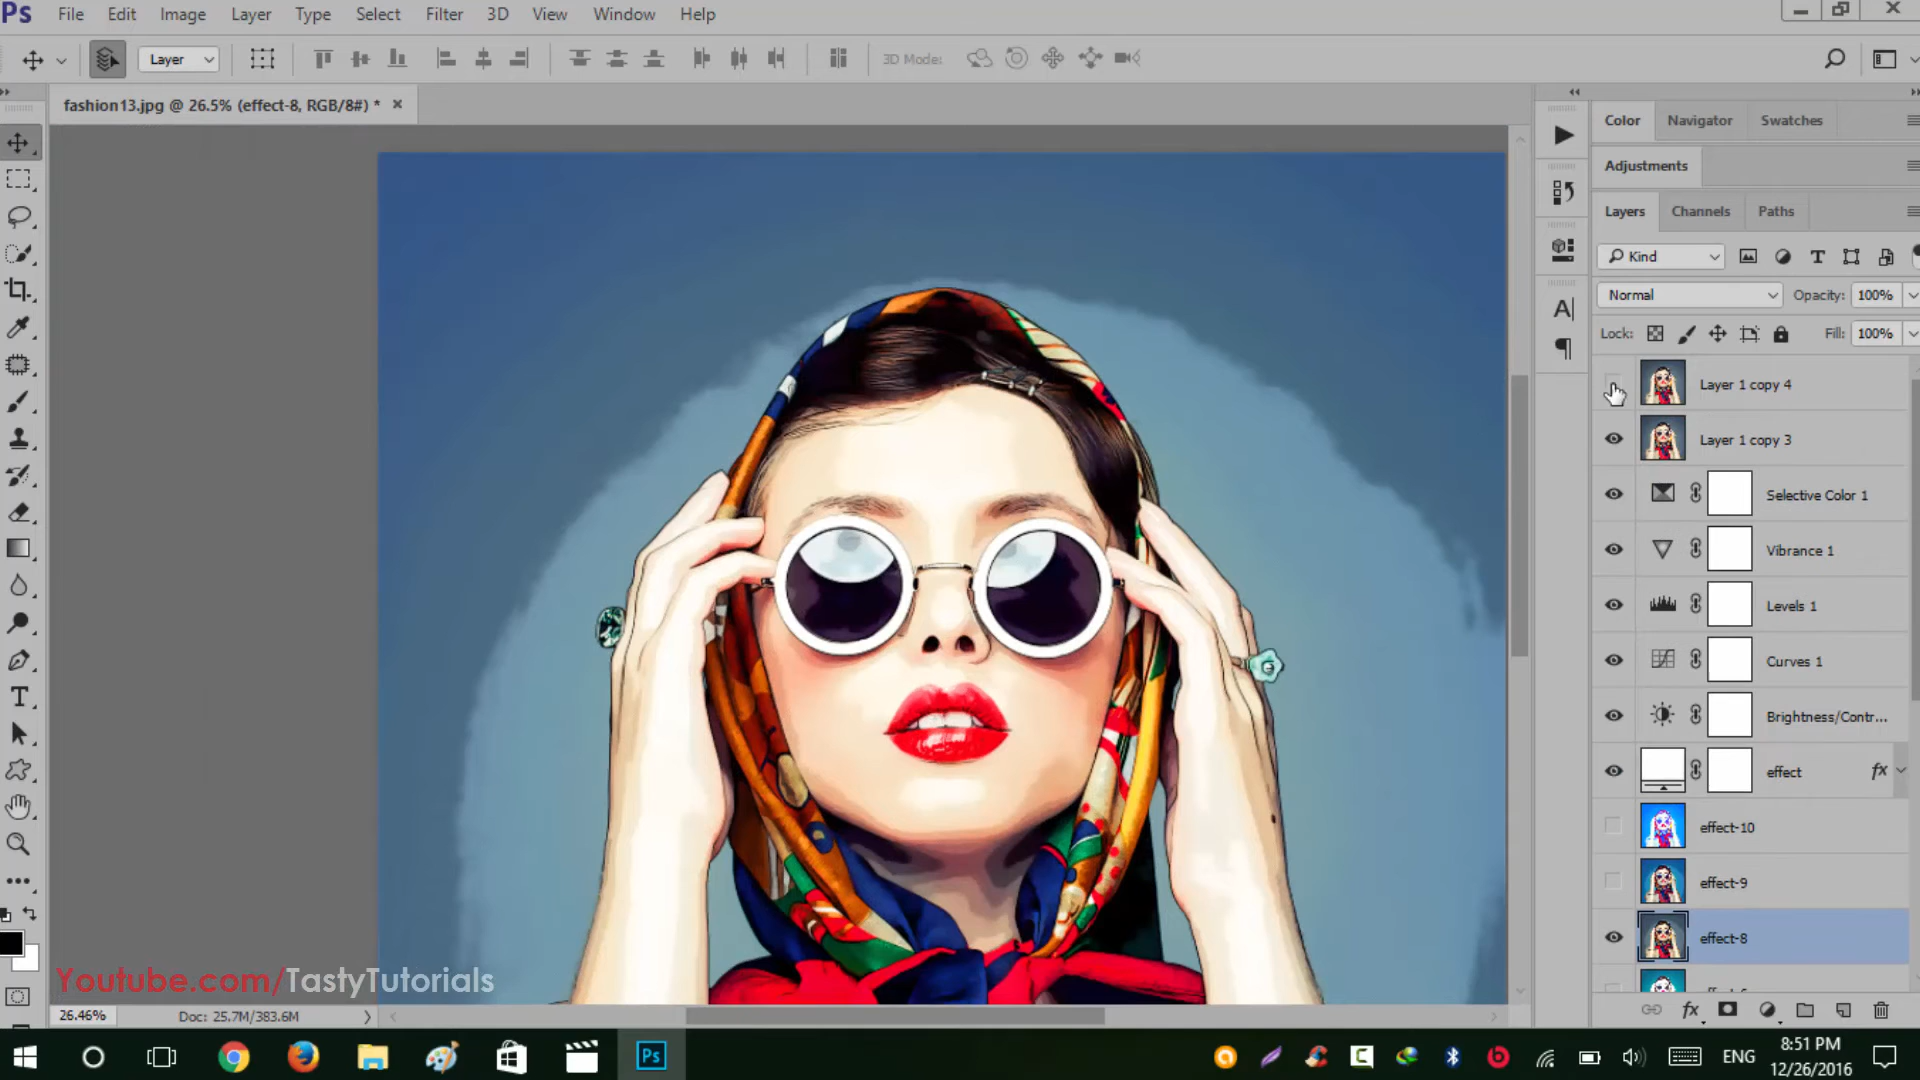 Ps File Edit Image Layer Type Select Filter 3D View Window Help
Layer 3D Mode:
fashion13.jpg @ 26.5% (effect-8, RGB/8#) *
Color Navigator Swatches
Adjustments
Layers Channels Paths
Kind
Normal Opacity: 100%
Lock: Fill: 100%
Layer 1 copy 4
Layer 1 copy 3
Selective Color 1
Vibrance 1
Levels 1
Curves 1
Brightness/Contr...
effect fx
effect-10
effect-9
effect-8
Youtube.com/TastyTutorials
26.46% Doc: 25.7M/383.6M
fx
Ps
ENG
8:51 PM
12/26/2016